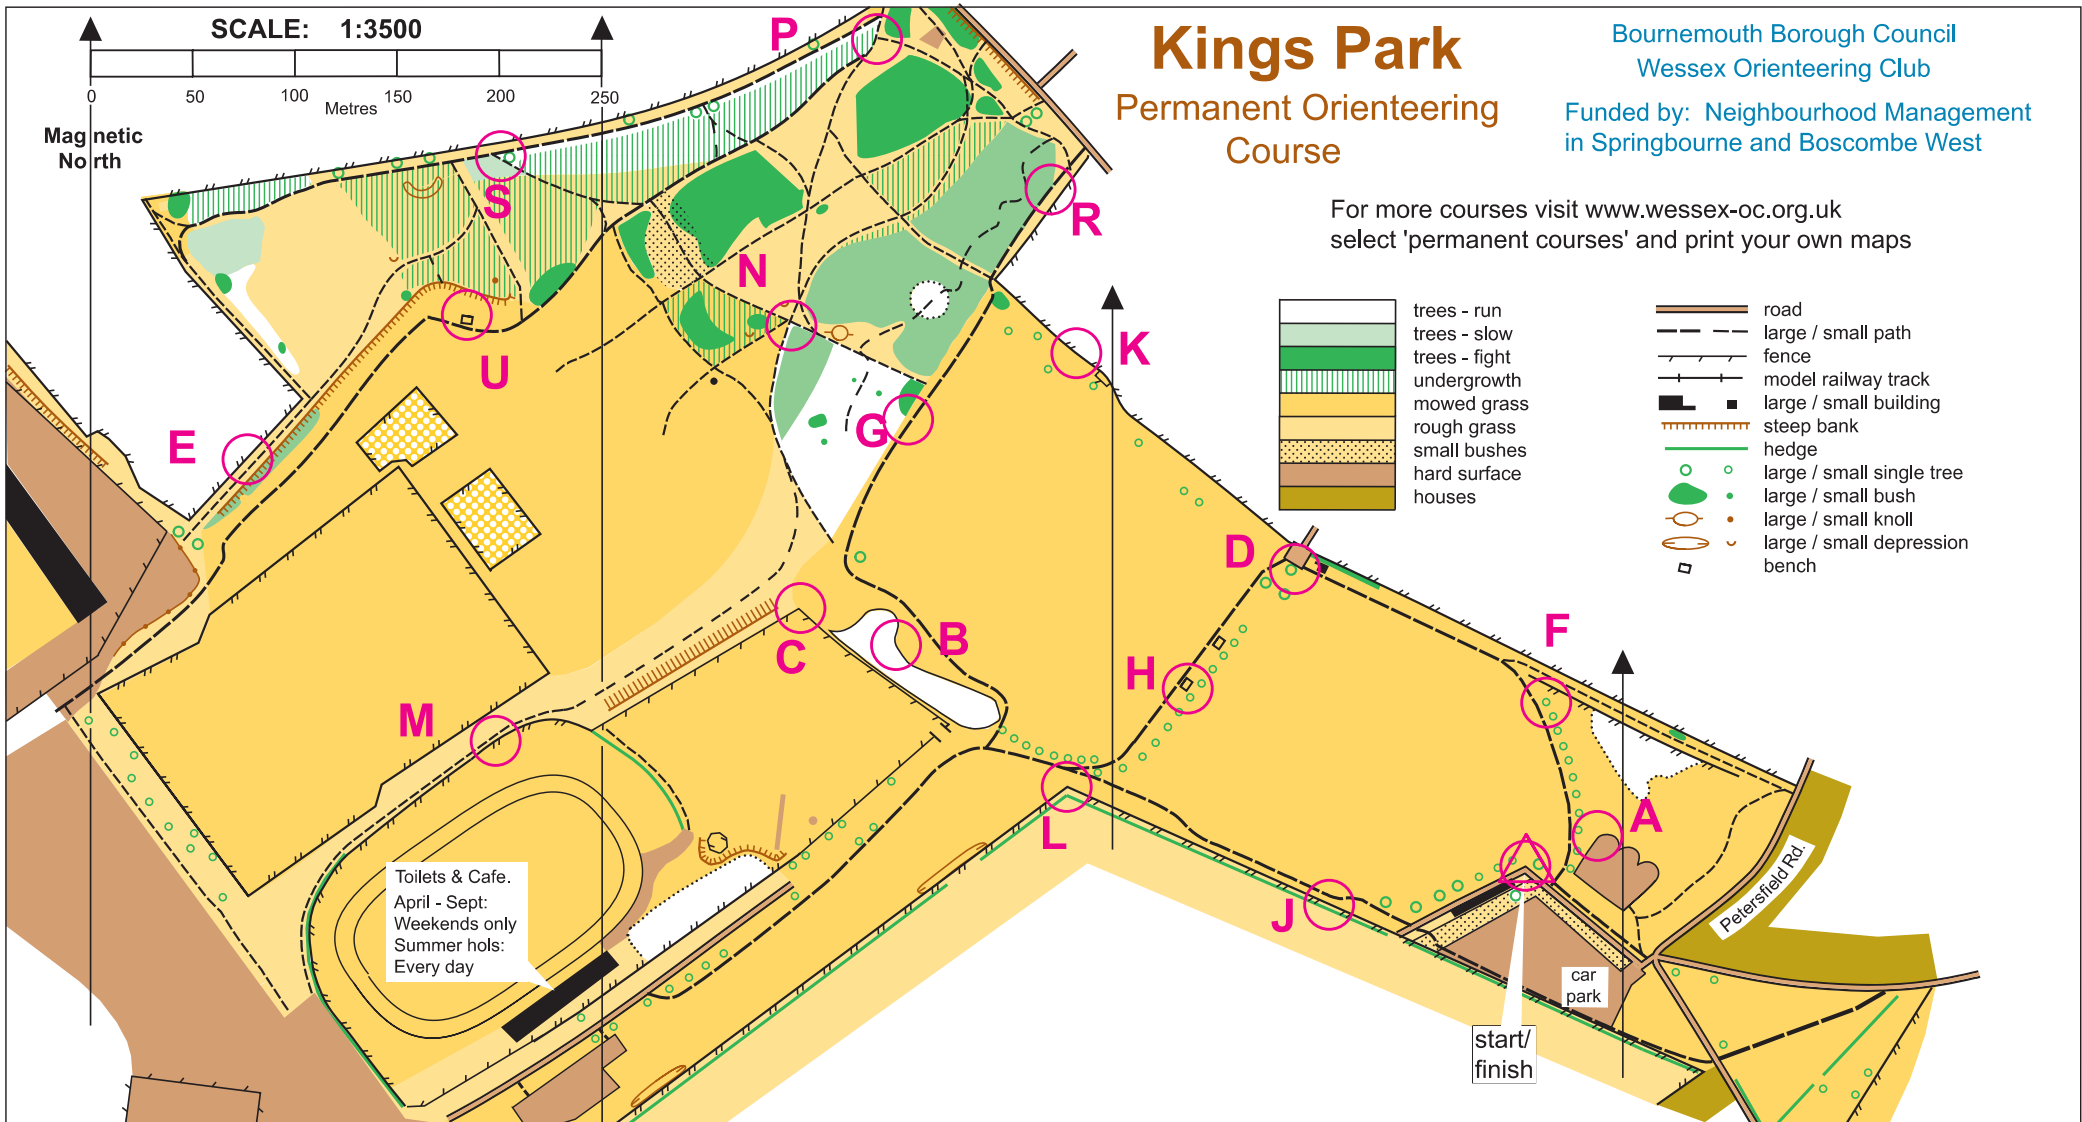 SCALE: 1:3500
0 50 100 150 200 250
Metres
Magnetic
North
Kings Park
Permanent Orienteering
Course
Bournemouth Borough Council
Wessex Orienteering Club
Funded by: Neighbourhood Management
in Springbourne and Boscombe West
For more courses visit www.wessex-oc.org.uk
select 'permanent courses' and print your own maps
trees - run
trees - slow
trees - fight
undergrowth
mowed grass
rough grass
small bushes
hard surface
houses
road
large / small path
fence
model railway track
large / small building
steep bank
hedge
large / small single tree
large / small bush
large / small knoll
large / small depression
bench
P
S
R
N
U
K
G
E
D
F
B
C
H
M
A
L
J
Toilets & Cafe.
April - Sept:
Weekends only
Summer hols:
Every day
Petersfield Rd.
car
park
start/
finish